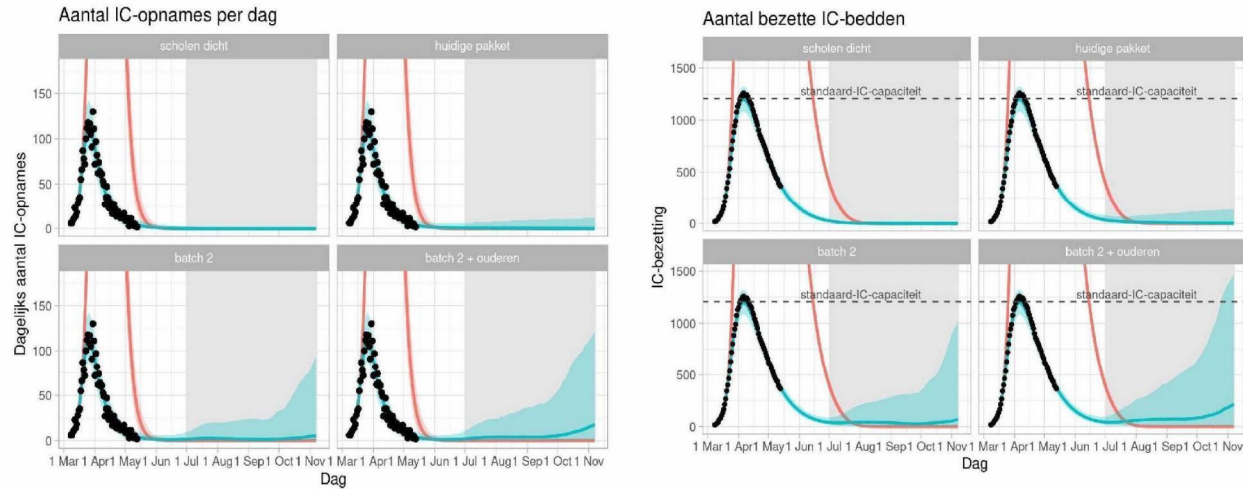 Aantal IC-opnames per dag
scholen dicht
huidige pakket
150
100
50
0
batch 2
batch 2 + ouderen
150
100
50
0
Dagelijks aantal IC-opnames
1 Mar 1 Apr 1 May 1 Jun 1 Jul 1 Aug 1 Sep 1 Oct 1 Nov
1 Mar 1 Apr 1 May 1 Jun 1 Jul 1 Aug 1 Sep 1 Oct 1 Nov
Dag
Aantal bezette IC-bedden
scholen dicht
huidige pakket
1500
1000
500
0
standaard-IC-capaciteit
standaard-IC-capaciteit
batch 2
batch 2 + ouderen
1500
1000
500
0
standaard-IC-capaciteit
standaard-IC-capaciteit
IC-bezetting
1 Mar 1 Apr 1 May 1 Jun 1 Jul 1 Aug 1 Sep 1 Oct 1 Nov
1 Mar 1 Apr 1 May 1 Jun 1 Jul 1 Aug 1 Sep 1 Oct 1 Nov
Dag